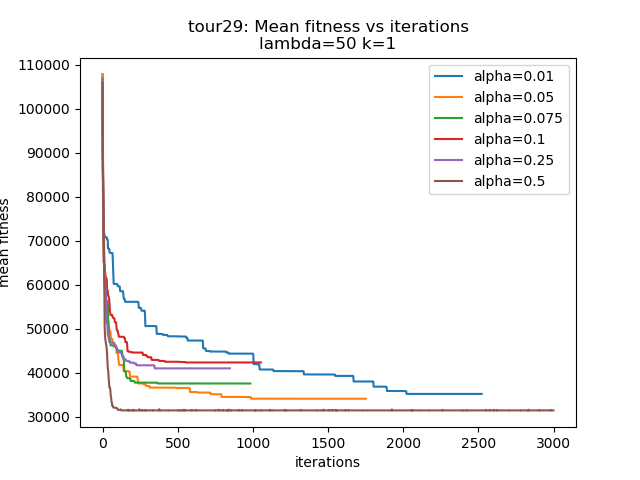 tour29: Mean fitness vs iterations
lambda=50 k=1
110000
100000
90000
80000
70000
60000
50000
40000
30000
mean fitness
0
500
1000
1500
2000
2500
3000
iterations
alpha=0.01
alpha=0.05
alpha=0.075
alpha=0.1
alpha=0.25
alpha=0.5